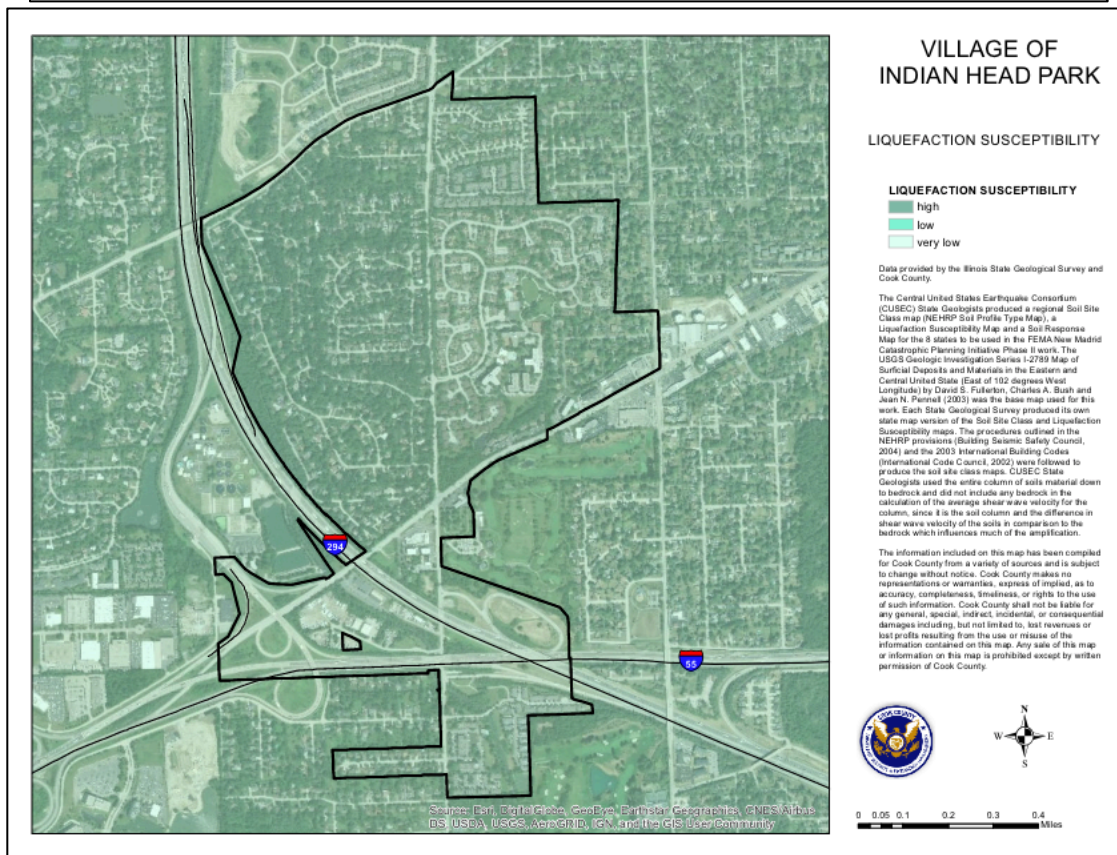 VILLAGE OF
INDIAN HEAD PARK
LIQUEFACTION SUSCEPTIBILITY
LIQUEFACTION SUSCEPTIBILITY
high
low
very low
Data provided by the Illinois State Geological Survey and
Cook County.
The Central United States Earthquake Consortium
(CUSEC) State Geologists produced a regional Soil Site
Class map (NEHRP Soil Profile Type Map), a
Liquefaction Susceptibility Map and a Soil Response
Map for the 8 states to be used in the FEMA New Madrid
Catastrophic Planning Initiative Phase II work. The
USGS Geologic Investigation Series I-2789 Map of
Surficial Deposits and Materials in the Eastern and
Central United State (East of 102 degrees West
Longitude) by David S. Fullerton, Charles A. Bush and
Jean N. Pennell (2003) was the base map used for this
work. Each State Geological Survey produced its own
state map version of the Soil Site Class and Liquefaction
Susceptibility maps. The procedures outlined in the
NEHRP provisions (Building Seismic Safety Council,
2004) and the 2003 International Building Codes
(International Code Council, 2002) were followed to
produce the soil site class maps. CUSEC State
Geologists used the entire column of soils material down
to bedrock and did not include any bedrock in the
calculation of the average shear wave velocity for the
column, since it is the soil column and the difference in
shear wave velocity of the soils in comparison to the
bedrock which influences much of the amplification.
The information included on this map has been compiled
for Cook County from a variety of sources and is subject
to change without notice. Cook County makes no
representations or warranties, express of implied, as to
accuracy, completeness, timeliness, or rights to the use
of such information. Cook County shall not be liable for
any general, special, indirect, incidental, or consequential
damages including, but not limited to, lost revenues or
lost profits resulting from the use or misuse of the
information contained on this map. Any sale of this map
or information on this map is prohibited except by written
permission of Cook County.
294
55
N
W E
S
0 0.05 0.1 0.2 0.3 0.4
Miles
Source: Esri, DigitalGlobe, GeoEye, Earthstar Geographics, CNES/Airbus
DS, USDA, USGS, AeroGRID, IGN, and the GIS User Community